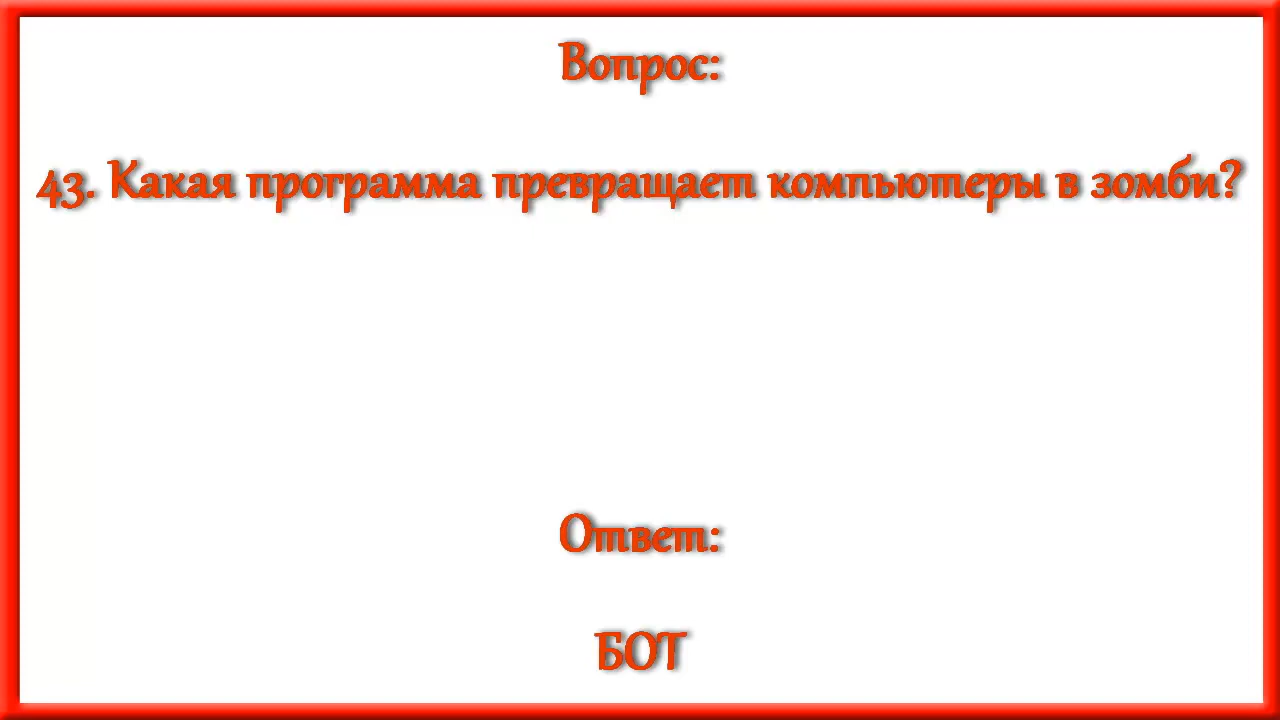 Вопрос:
43. Какая программа превращает компьютеры в зомби?
Ответ:
БОТ